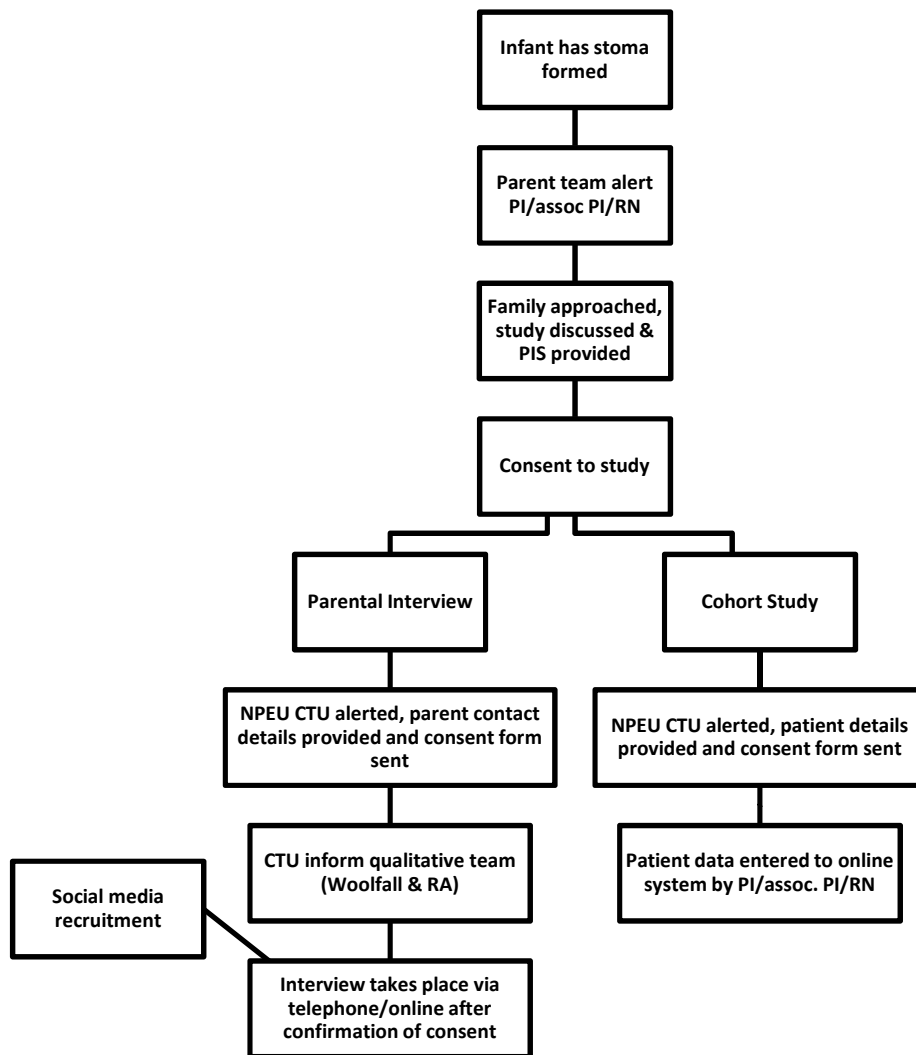 Infant has stoma
formed
Parent team alert
PI/assoc PI/RN
Family approached,
study discussed &
PIS provided
Consent to study
Parental Interview
Cohort Study
NPEU CTU alerted, parent contact
details provided and consent form
sent
NPEU CTU alerted, patient details
provided and consent form sent
CTU inform qualitative team
(Woolfall & RA)
Patient data entered to online
system by PI/assoc. PI/RN
Social media
recruitment
Interview takes place via
telephone/online after
confirmation of consent